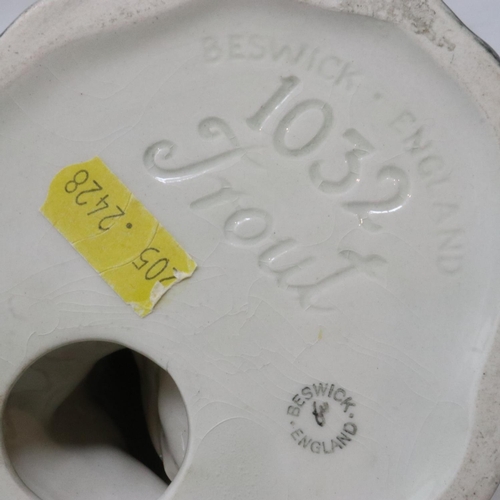 BESWICK · ENGLAND
1032
Trout
205.2428
BESWICK · ENGLAND ·